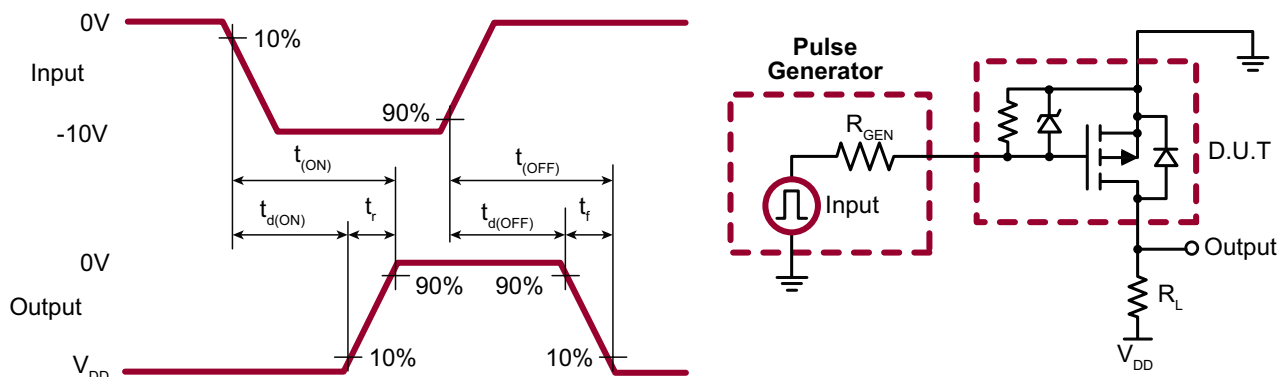 0V
10%
Input
90%
-10V
t(ON)
t(OFF)
td(ON)
tr
td(OFF)
tf
0V
90%
90%
Output
10%
10%
VDD
Pulse
Generator
RGEN
Input
D.U.T
Output
RL
VDD